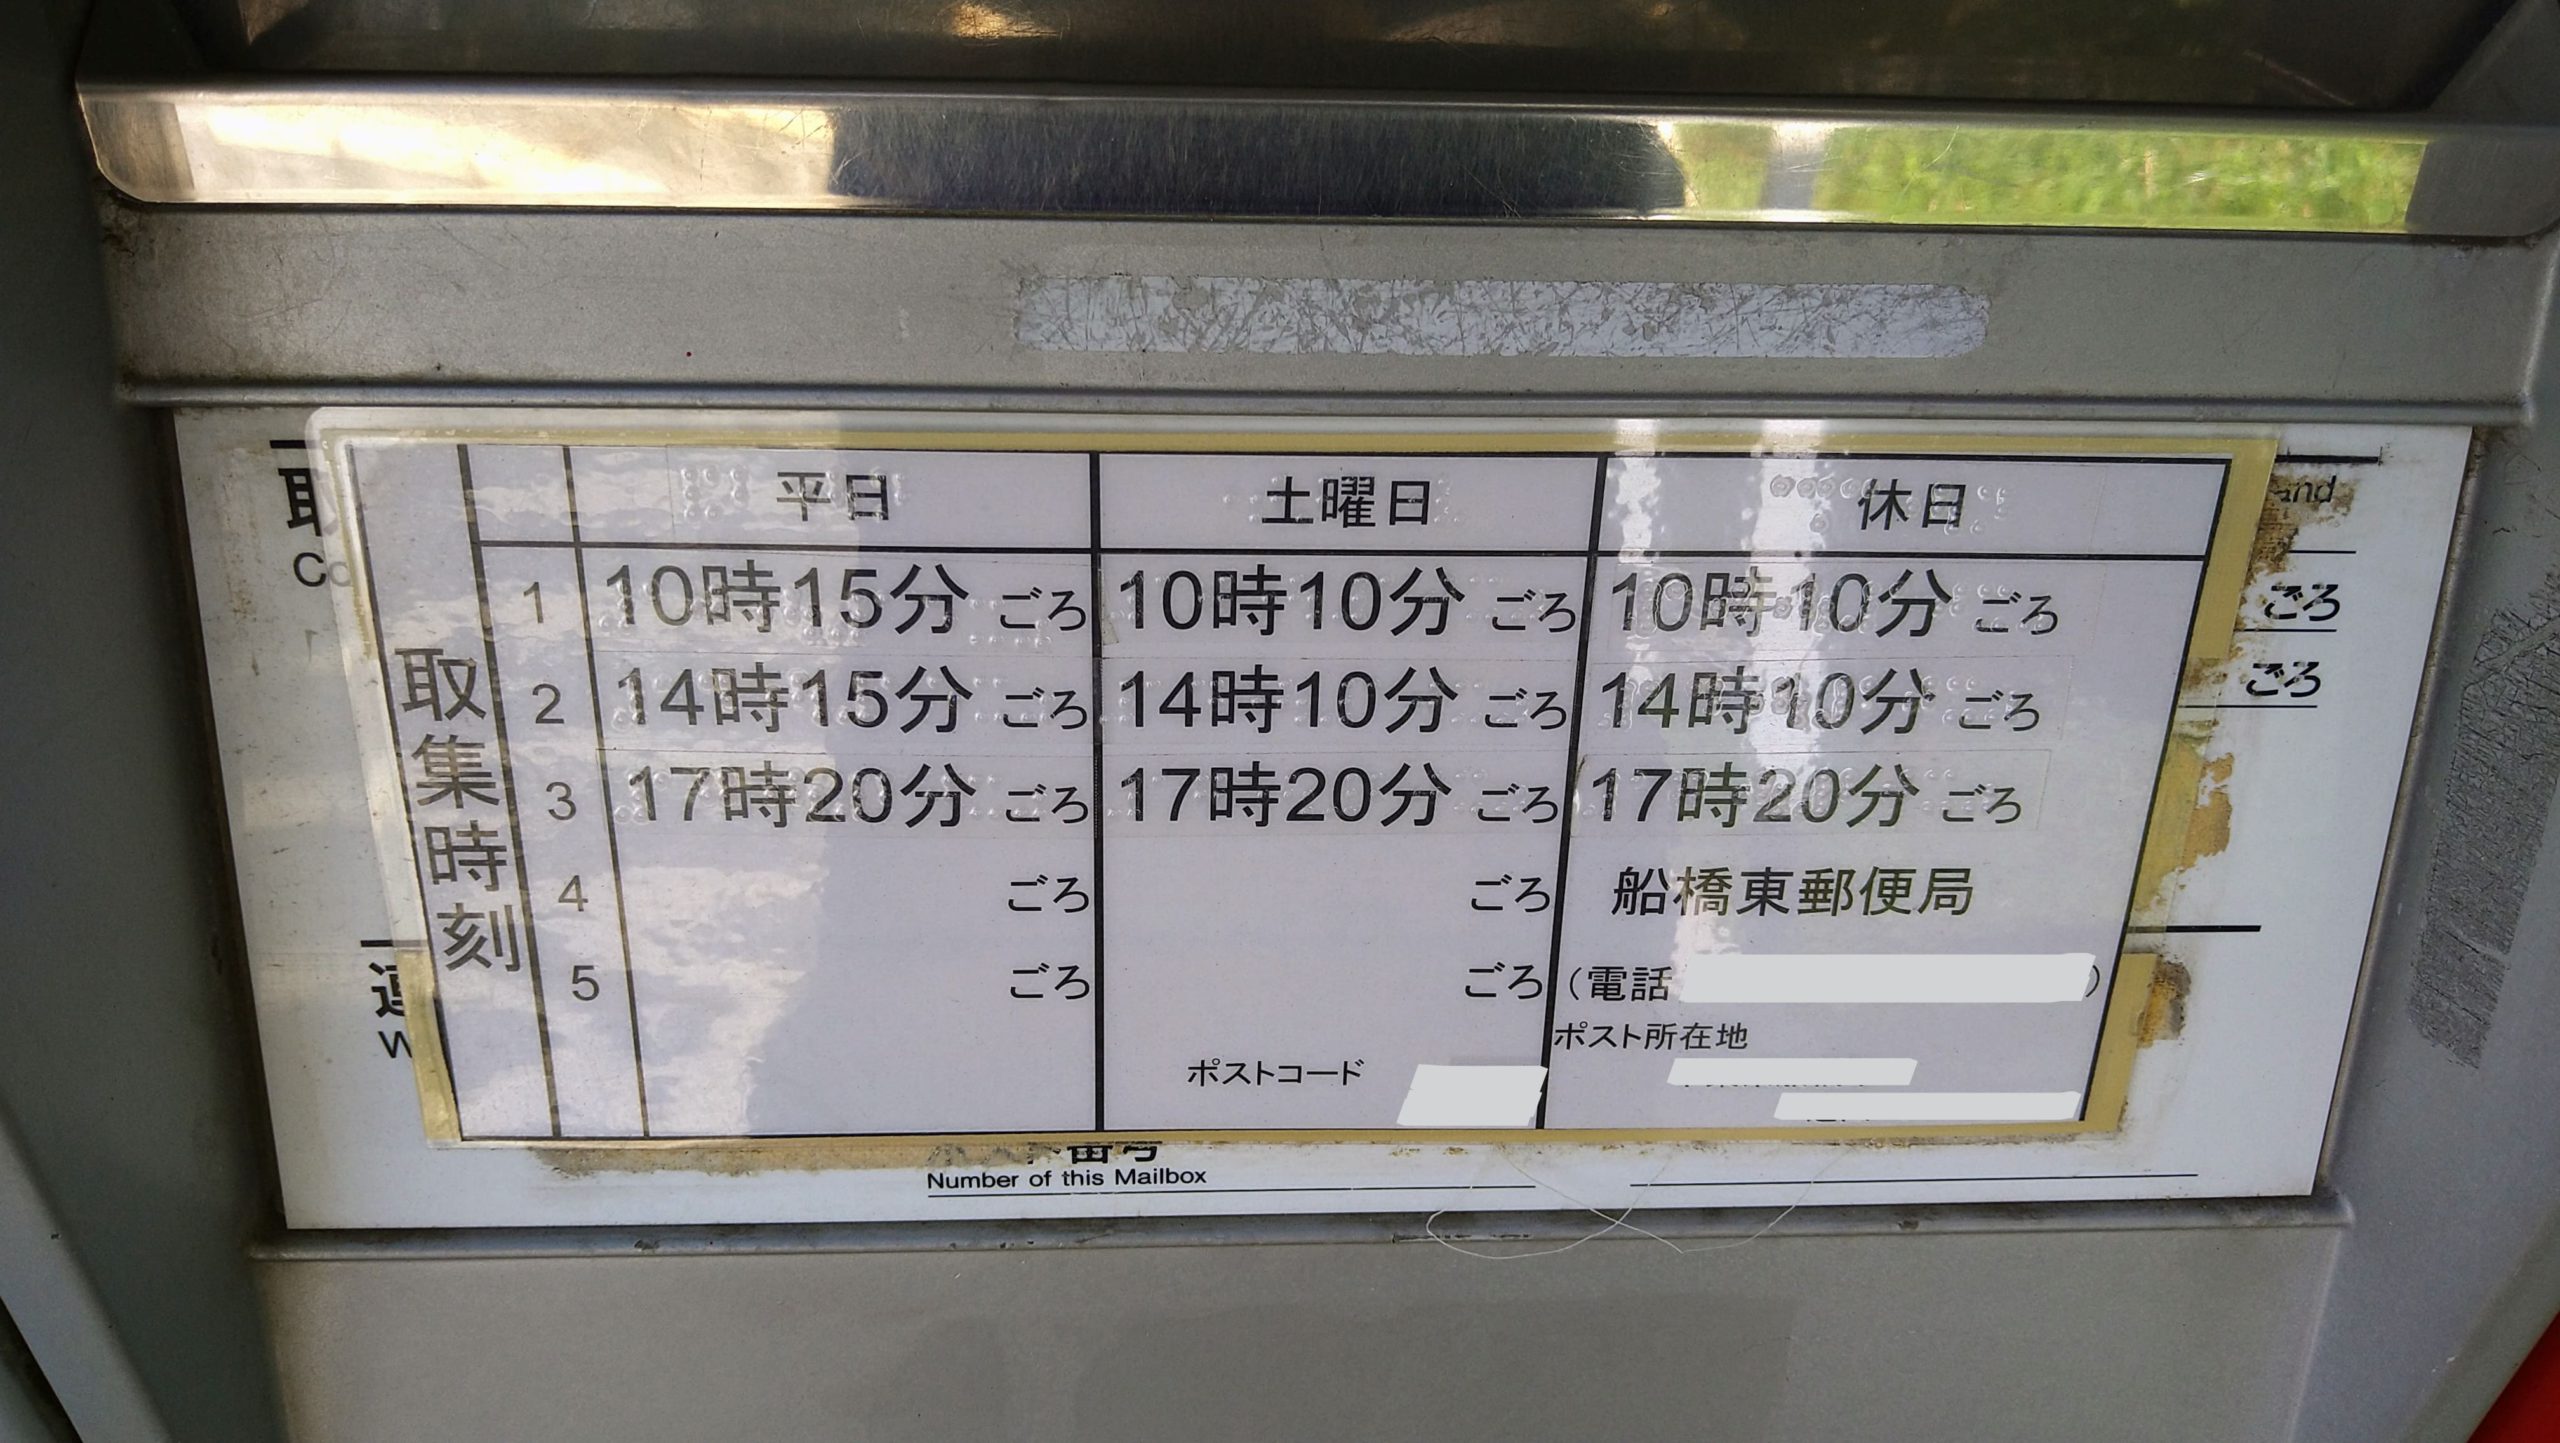 平日 土曜日 休日
取集時刻
1 10時15分ごろ 10時10分ごろ 10時10分ごろ
2 14時15分ごろ 14時10分ごろ 14時10分ごろ
3 17時20分ごろ 17時20分ごろ 17時20分ごろ
4 ごろ ごろ 船橋東郵便局
5 ごろ ごろ (電話 )
ポストコード ポスト所在地
ごろ
ごろ
Number of this Mailbox